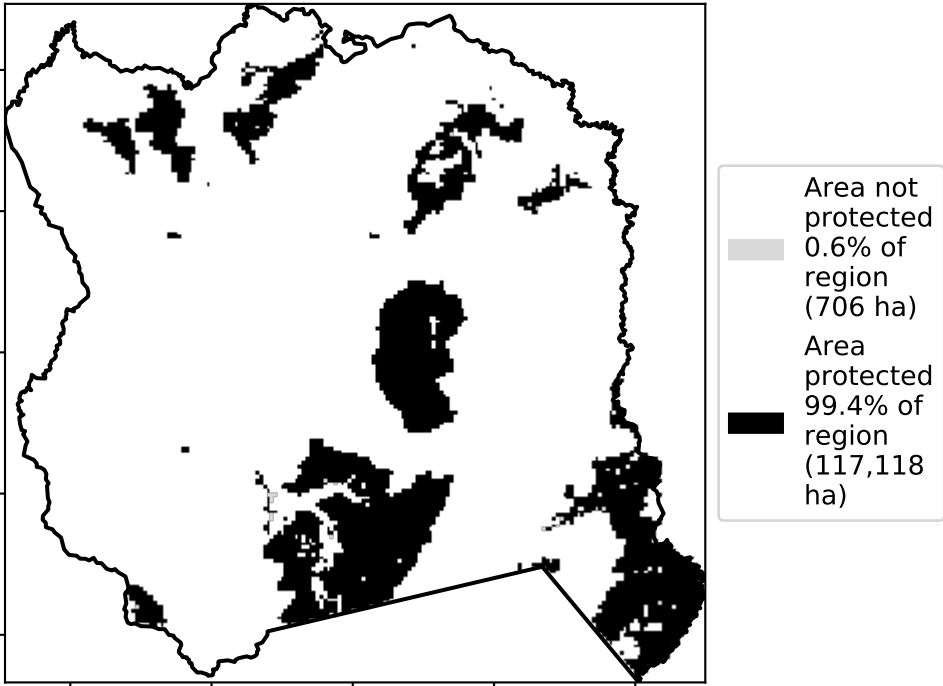 Area not
protected
0.6% of
region
(706 ha)
Area
protected
99.4% of
region
(117,118
ha)